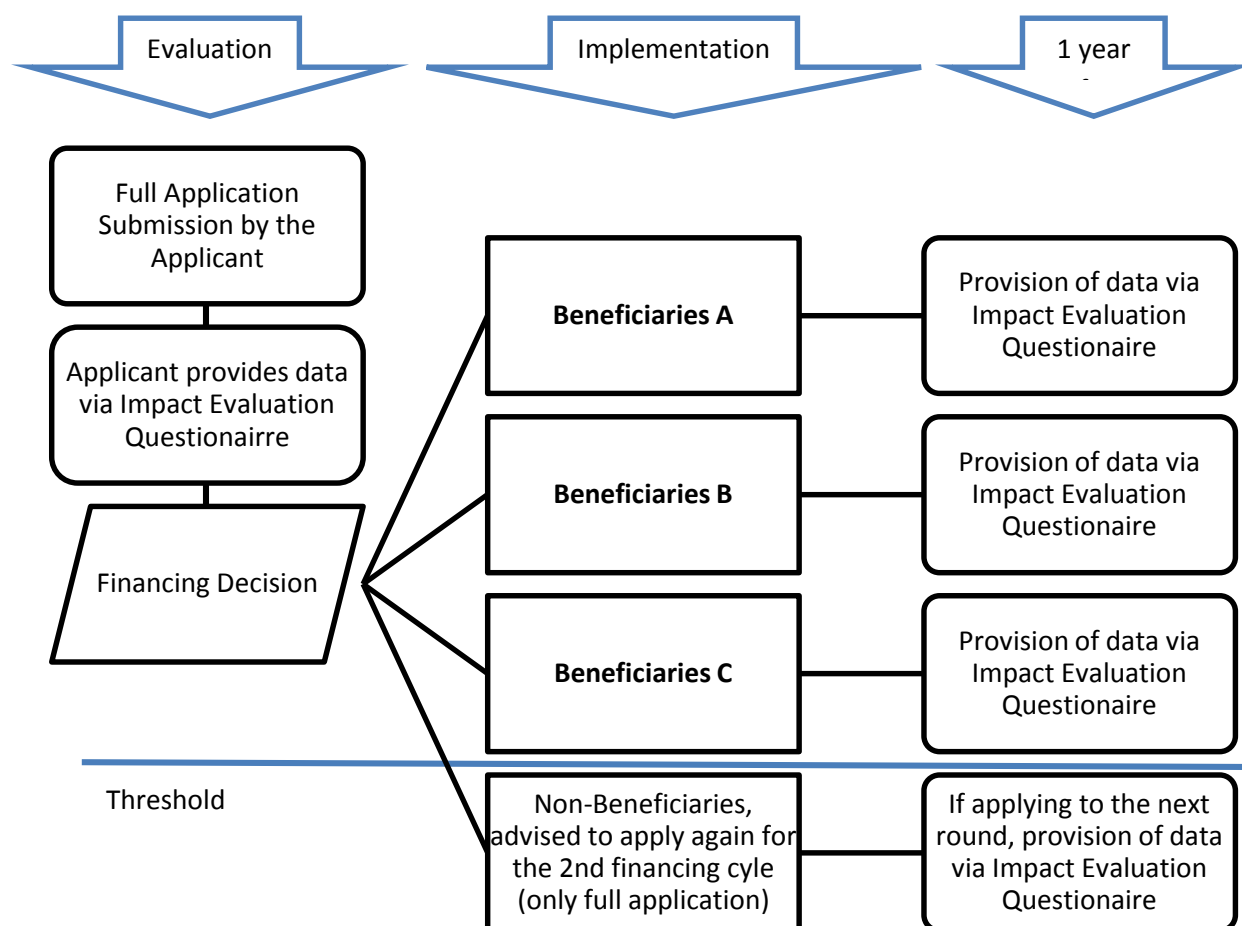 Evaluation
Implementation
1 year
Full Application
Submission by the
Applicant
Applicant provides data
via Impact Evaluation
Questionairre
Financing Decision
Beneficiaries A
Provision of data via
Impact Evaluation
Questionaire
Beneficiaries B
Provision of data via
Impact Evaluation
Questionaire
Beneficiaries C
Provision of data via
Impact Evaluation
Questionaire
Threshold
Non-Beneficiaries,
advised to apply again for
the 2nd financing cyle
(only full application)
If applying to the next
round, provision of data
via Impact Evaluation
Questionaire